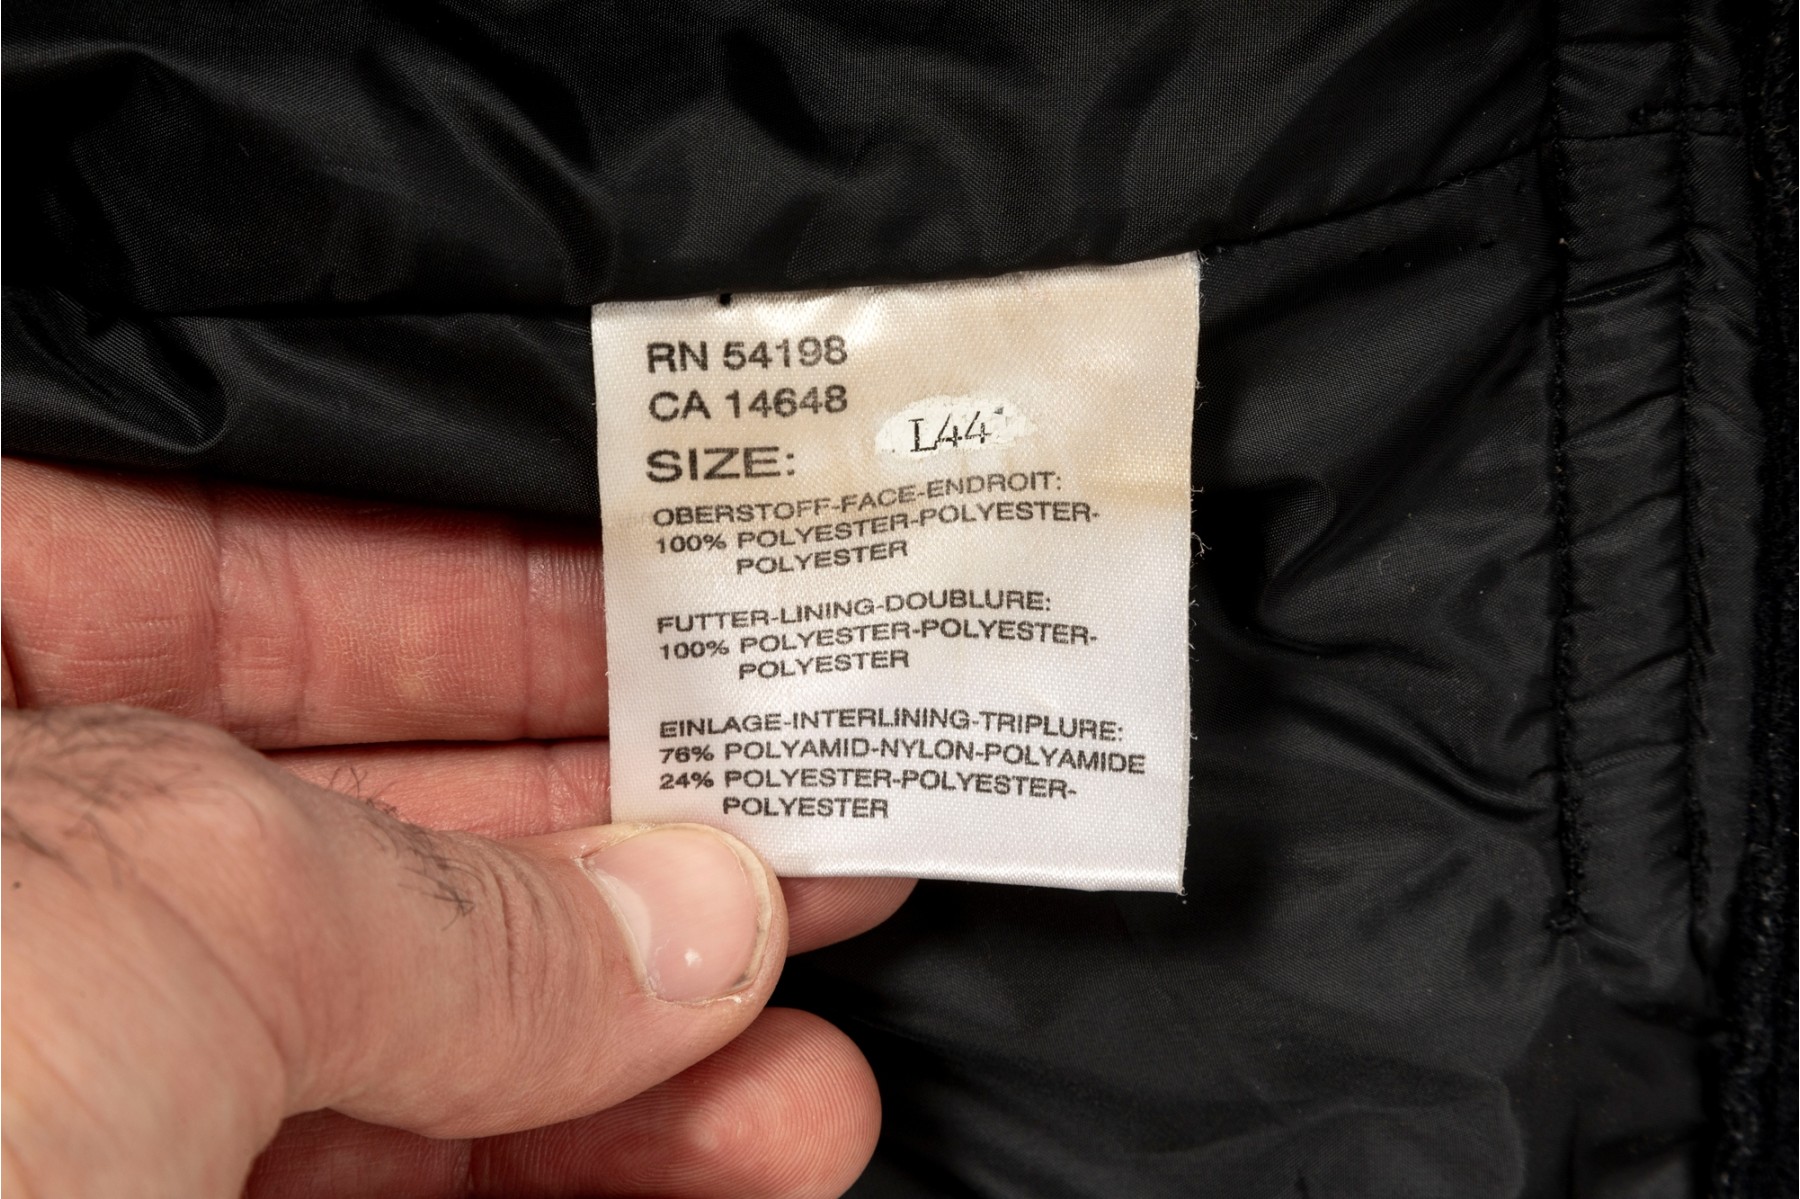 RN 54198
CA 14648
SIZE: L44
OBERSTOFF-FACE-ENDROIT:
100% POLYESTER-POLYESTER-
POLYESTER
FUTTER-LINING-DOUBLURE:
100% POLYESTER-POLYESTER-
POLYESTER
EINLAGE-INTERLINING-TRIPLURE:
76% POLYAMID-NYLON-POLYAMIDE
24% POLYESTER-POLYESTER-
POLYESTER